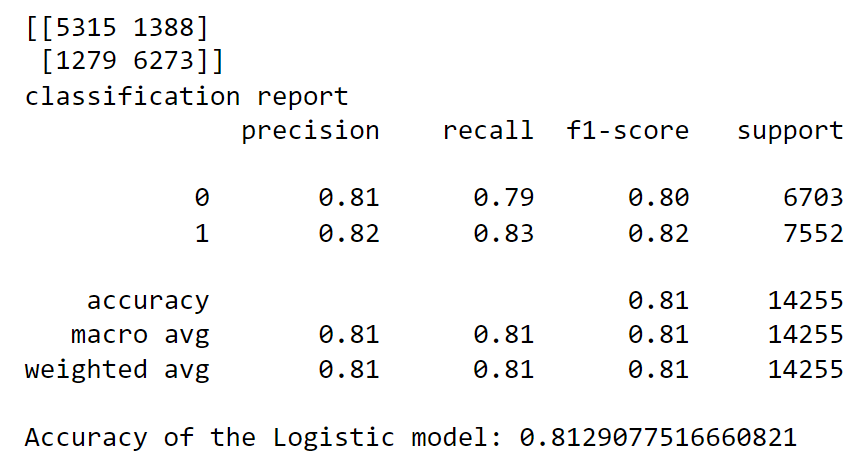 [[5315 1388]
 [1279 6273]]
classification report
              precision    recall  f1-score   support

           0       0.81      0.79      0.80      6703
           1       0.82      0.83      0.82      7552

    accuracy                           0.81     14255
   macro avg       0.81      0.81      0.81     14255
weighted avg       0.81      0.81      0.81     14255

Accuracy of the Logistic model: 0.8129077516660821